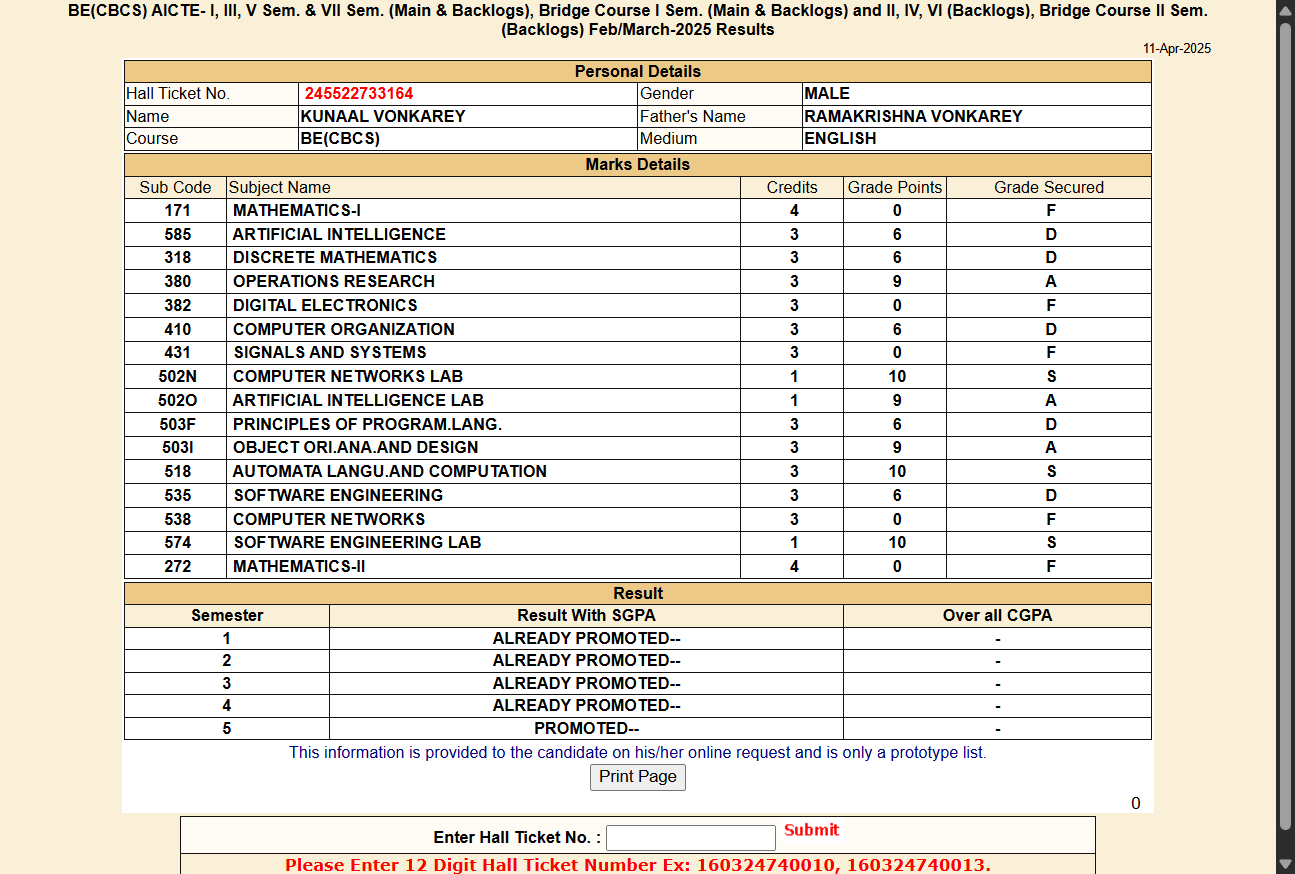 BE(CBCS) AICTE- I, III, V Sem. & VII Sem. (Main & Backlogs), Bridge Course I Sem. (Main & Backlogs) and II, IV, VI (Backlogs), Bridge Course II Sem.
(Backlogs) Feb/March-2025 Results
11-Apr-2025
Personal Details
Hall Ticket No. 245522733164 Gender MALE
Name KUNAAL VONKAREY Father's Name RAMAKRISHNA VONKAREY
Course BE(CBCS) Medium ENGLISH
Marks Details
Sub Code Subject Name Credits Grade Points Grade Secured
171 MATHEMATICS-I 4 0 F
585 ARTIFICIAL INTELLIGENCE 3 6 D
318 DISCRETE MATHEMATICS 3 6 D
380 OPERATIONS RESEARCH 3 9 A
382 DIGITAL ELECTRONICS 3 0 F
410 COMPUTER ORGANIZATION 3 6 D
431 SIGNALS AND SYSTEMS 3 0 F
502N COMPUTER NETWORKS LAB 1 10 S
502O ARTIFICIAL INTELLIGENCE LAB 1 9 A
503F PRINCIPLES OF PROGRAM.LANG. 3 6 D
503I OBJECT ORI.ANA.AND DESIGN 3 9 A
518 AUTOMATA LANGU.AND COMPUTATION 3 10 S
535 SOFTWARE ENGINEERING 3 6 D
538 COMPUTER NETWORKS 3 0 F
574 SOFTWARE ENGINEERING LAB 1 10 S
272 MATHEMATICS-II 4 0 F
Result
Semester Result With SGPA Over all CGPA
1 ALREADY PROMOTED-- -
2 ALREADY PROMOTED-- -
3 ALREADY PROMOTED-- -
4 ALREADY PROMOTED-- -
5 PROMOTED-- -
This information is provided to the candidate on his/her online request and is only a prototype list.
Print Page
0
Enter Hall Ticket No. : Submit
Please Enter 12 Digit Hall Ticket Number Ex: 160324740010, 160324740013.